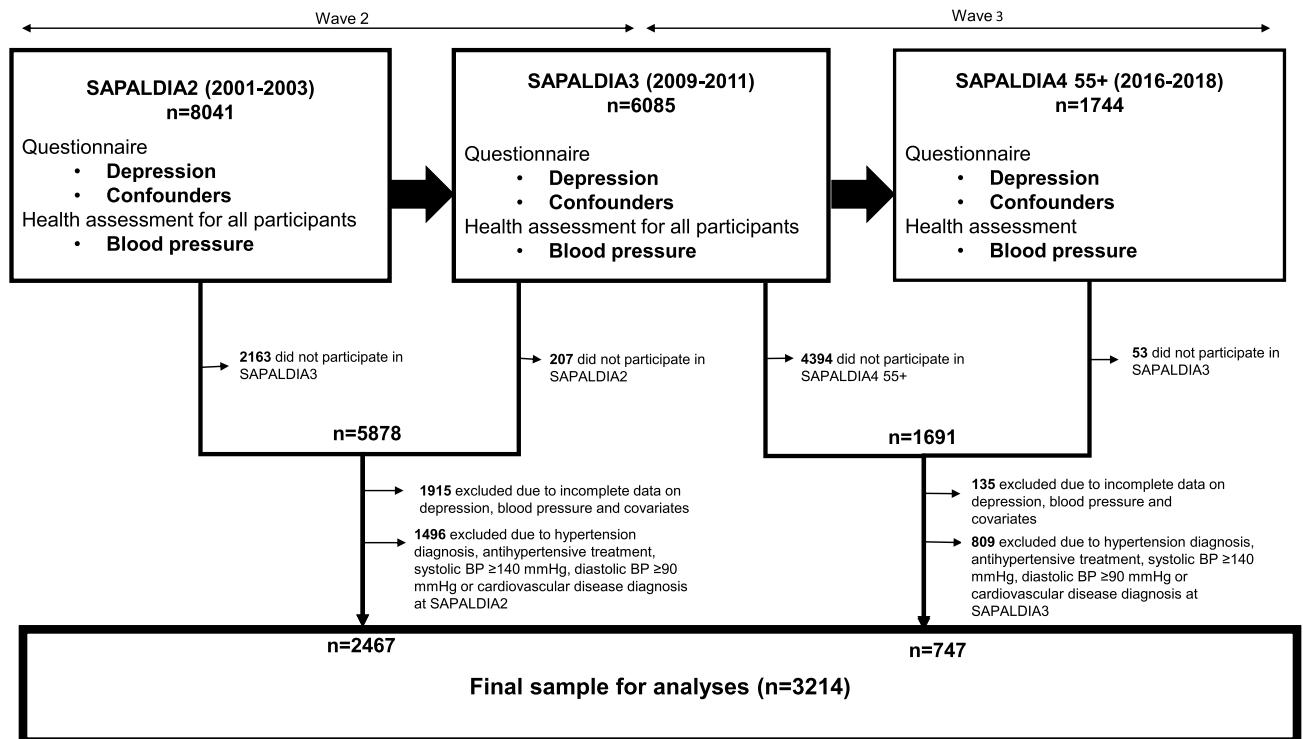 Wave 2
Wave 3
SAPALDIA2 (2001-2003)
n=8041
Questionnaire
• Depression
• Confounders
Health assessment for all participants
• Blood pressure
SAPALDIA3 (2009-2011)
n=6085
Questionnaire
• Depression
• Confounders
Health assessment for all participants
• Blood pressure
SAPALDIA4 55+ (2016-2018)
n=1744
Questionnaire
• Depression
• Confounders
Health assessment
• Blood pressure
2163 did not participate in
SAPALDIA3
207 did not participate in
SAPALDIA2
4394 did not participate in
SAPALDIA4 55+
53 did not participate in
SAPALDIA3
n=5878
n=1691
1915 excluded due to incomplete data on
depression, blood pressure and covariates
1496 excluded due to hypertension
diagnosis, antihypertensive treatment,
systolic BP ≥140 mmHg, diastolic BP ≥90
mmHg or cardiovascular disease diagnosis
at SAPALDIA2
135 excluded due to incomplete data on
depression, blood pressure and
covariates
809 excluded due to hypertension diagnosis,
antihypertensive treatment, systolic BP ≥140
mmHg, diastolic BP ≥90 mmHg or
cardiovascular disease diagnosis at
SAPALDIA3
n=2467
n=747
Final sample for analyses (n=3214)